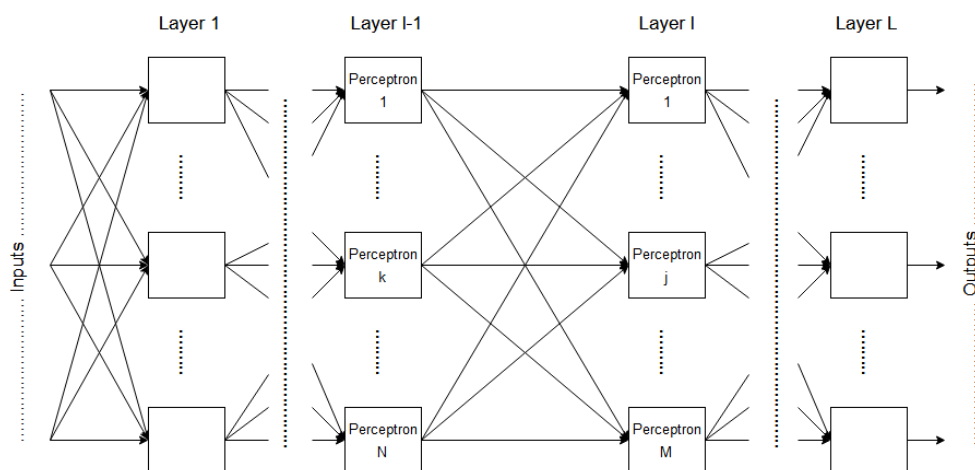 Layer 1
Layer l-1
Layer l
Layer L
Inputs
Perceptron
1
Perceptron
k
Perceptron
N
Perceptron
1
Perceptron
j
Perceptron
M
Outputs